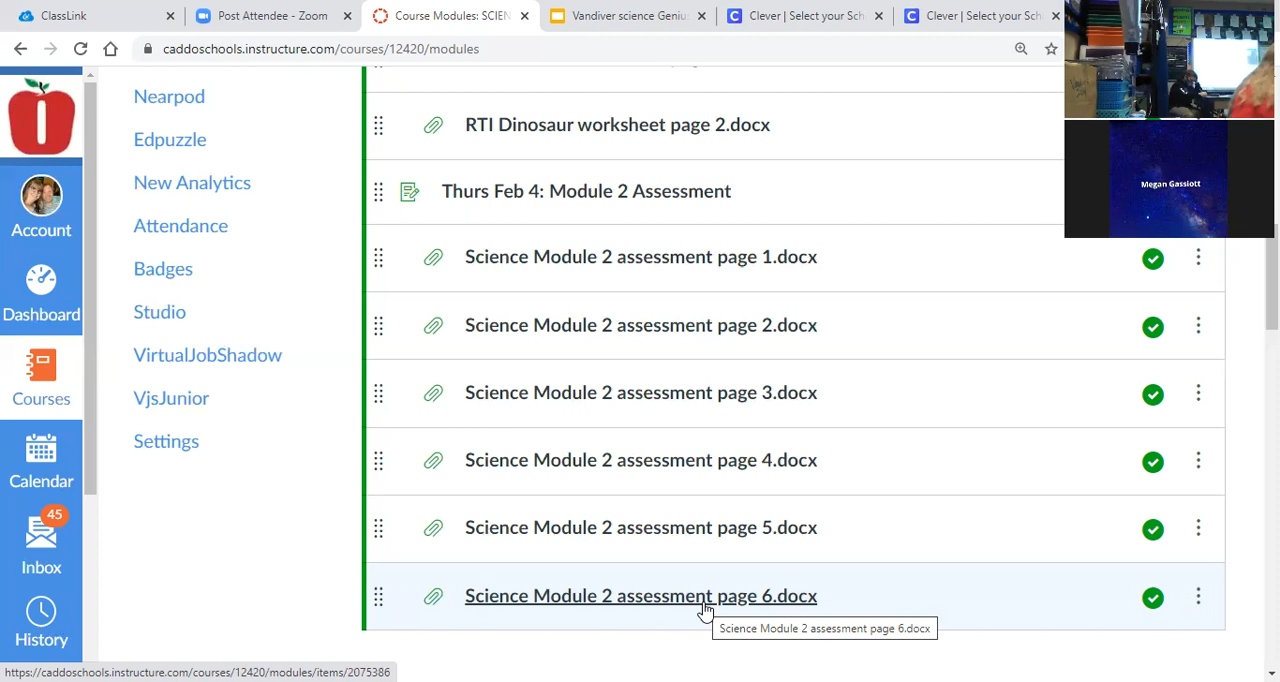 ClassLink
Post Attendee - Zoom
Course Modules: SCIEN
Vandiver science Geniu
Clever | Select your Sch
Clever | Select your Sch
caddoschools.instructure.com/courses/12420/modules
Nearpod
Edpuzzle
New Analytics
Attendance
Badges
Studio
VirtualJobShadow
VjsJunior
Settings
Account
Dashboard
Courses
Calendar
45
Inbox
History
RTI Dinosaur worksheet page 2.docx
Thurs Feb 4: Module 2 Assessment
Science Module 2 assessment page 1.docx
Science Module 2 assessment page 2.docx
Science Module 2 assessment page 3.docx
Science Module 2 assessment page 4.docx
Science Module 2 assessment page 5.docx
Science Module 2 assessment page 6.docx
Science Module 2 assessment page 6.docx
Megan Gassiott
https://caddoschools.instructure.com/courses/12420/modules/items/2075386